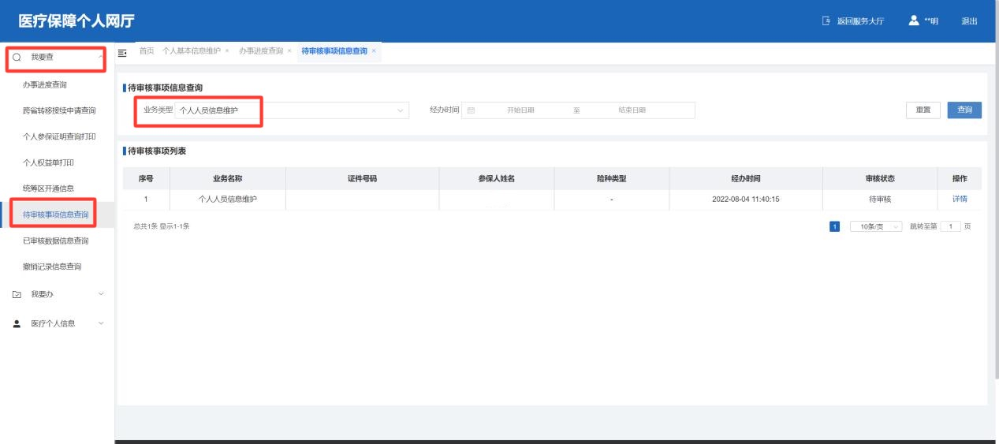 医疗保障个人网厅
返回服务大厅 **明 退出
我要查
首页 个人基本信息维护 × 办事进度查询 × 待审核事项信息查询 ×
办事进度查询
跨省转移接续申请查询
个人参保证明查询打印
个人权益单打印
统筹区开通信息
待审核事项信息查询
已审核数据信息查询
撤销记录信息查询
我要办
医疗个人信息
待审核事项信息查询
业务类型 个人人员信息维护 经办时间 开始日期 至 结束日期 重置 查询
待审核事项列表
序号 业务名称 证件号码 参保人姓名 险种类型 经办时间 审核状态 操作
1 个人人员信息维护 - 2022-08-04 11:40:15 待审核 详情
总共1条 显示1-1条 1 10条/页 跳转至第 1 页